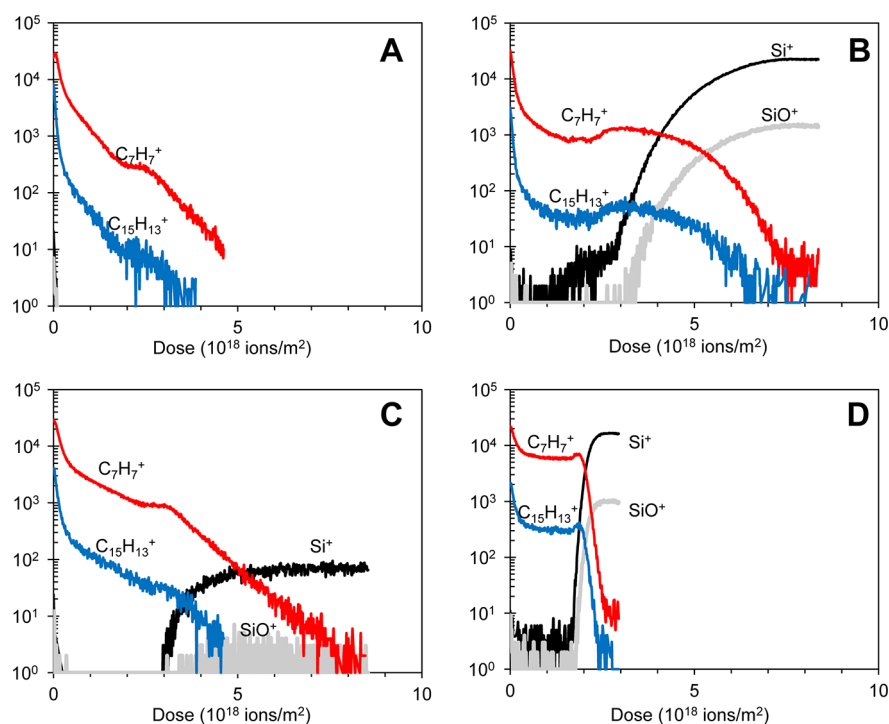 A
10⁵
10⁴
10³
10²
10¹
10⁰
C₇H₇⁺
C₁₅H₁₃⁺
0 5 10
Dose (10¹⁸ ions/m²)
B
10⁵
10⁴
10³
10²
10¹
10⁰
Si⁺
SiO⁺
C₇H₇⁺
C₁₅H₁₃⁺
0 5 10
Dose (10¹⁸ ions/m²)
C
10⁵
10⁴
10³
10²
10¹
10⁰
C₇H₇⁺
C₁₅H₁₃⁺
Si⁺
SiO⁺
0 5 10
Dose (10¹⁸ ions/m²)
D
10⁵
10⁴
10³
10²
10¹
10⁰
C₇H₇⁺
Si⁺
C₁₅H₁₃⁺
SiO⁺
0 5 10
Dose (10¹⁸ ions/m²)